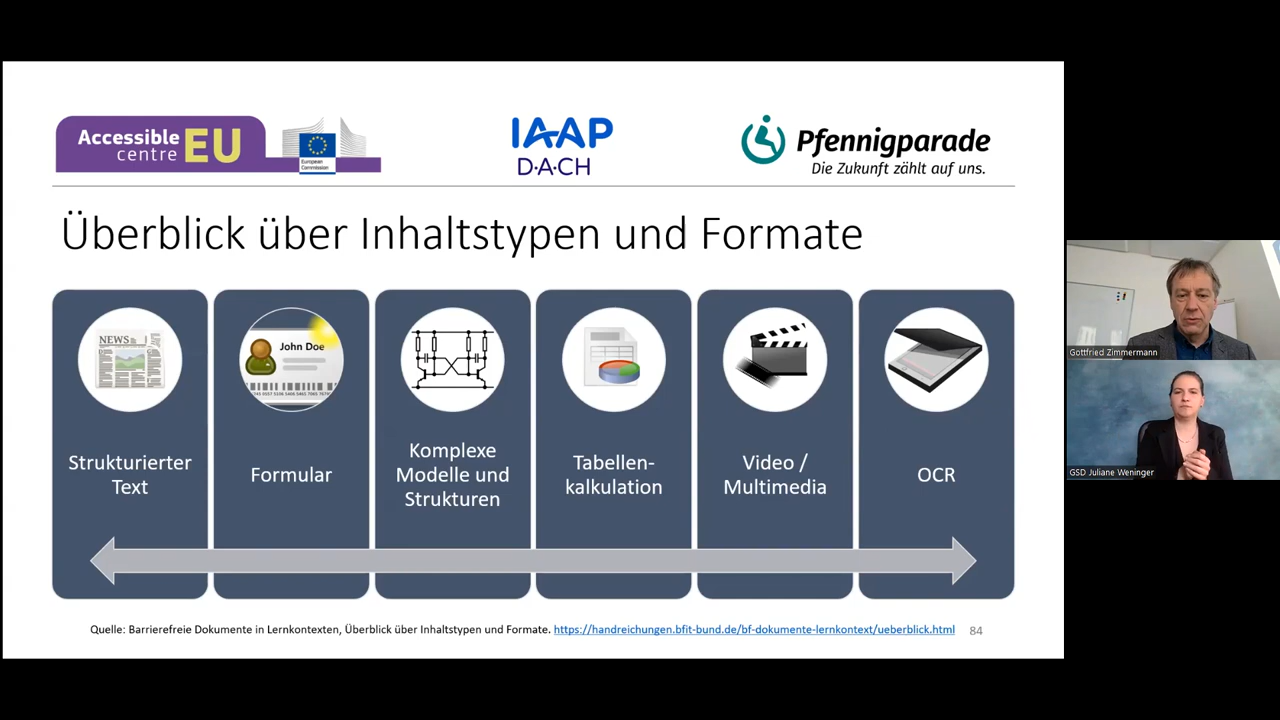 Accessible
centre
EU
European
Commission
IAAP
D·A·CH
Pfennigparade
Die Zukunft zählt auf uns.
Überblick über Inhaltstypen und Formate
NEWS
John Doe
Strukturierter
Text
Formular
Komplexe
Modelle und
Strukturen
Tabellen-
kalkulation
Video /
Multimedia
OCR
Quelle: Barrierefreie Dokumente in Lernkontexten, Überblick über Inhaltstypen und Formate. https://handreichungen.bfit-bund.de/bf-dokumente-lernkontext/ueberblick.html
84
Gottfried Zimmermann
GSD Juliane Weninger